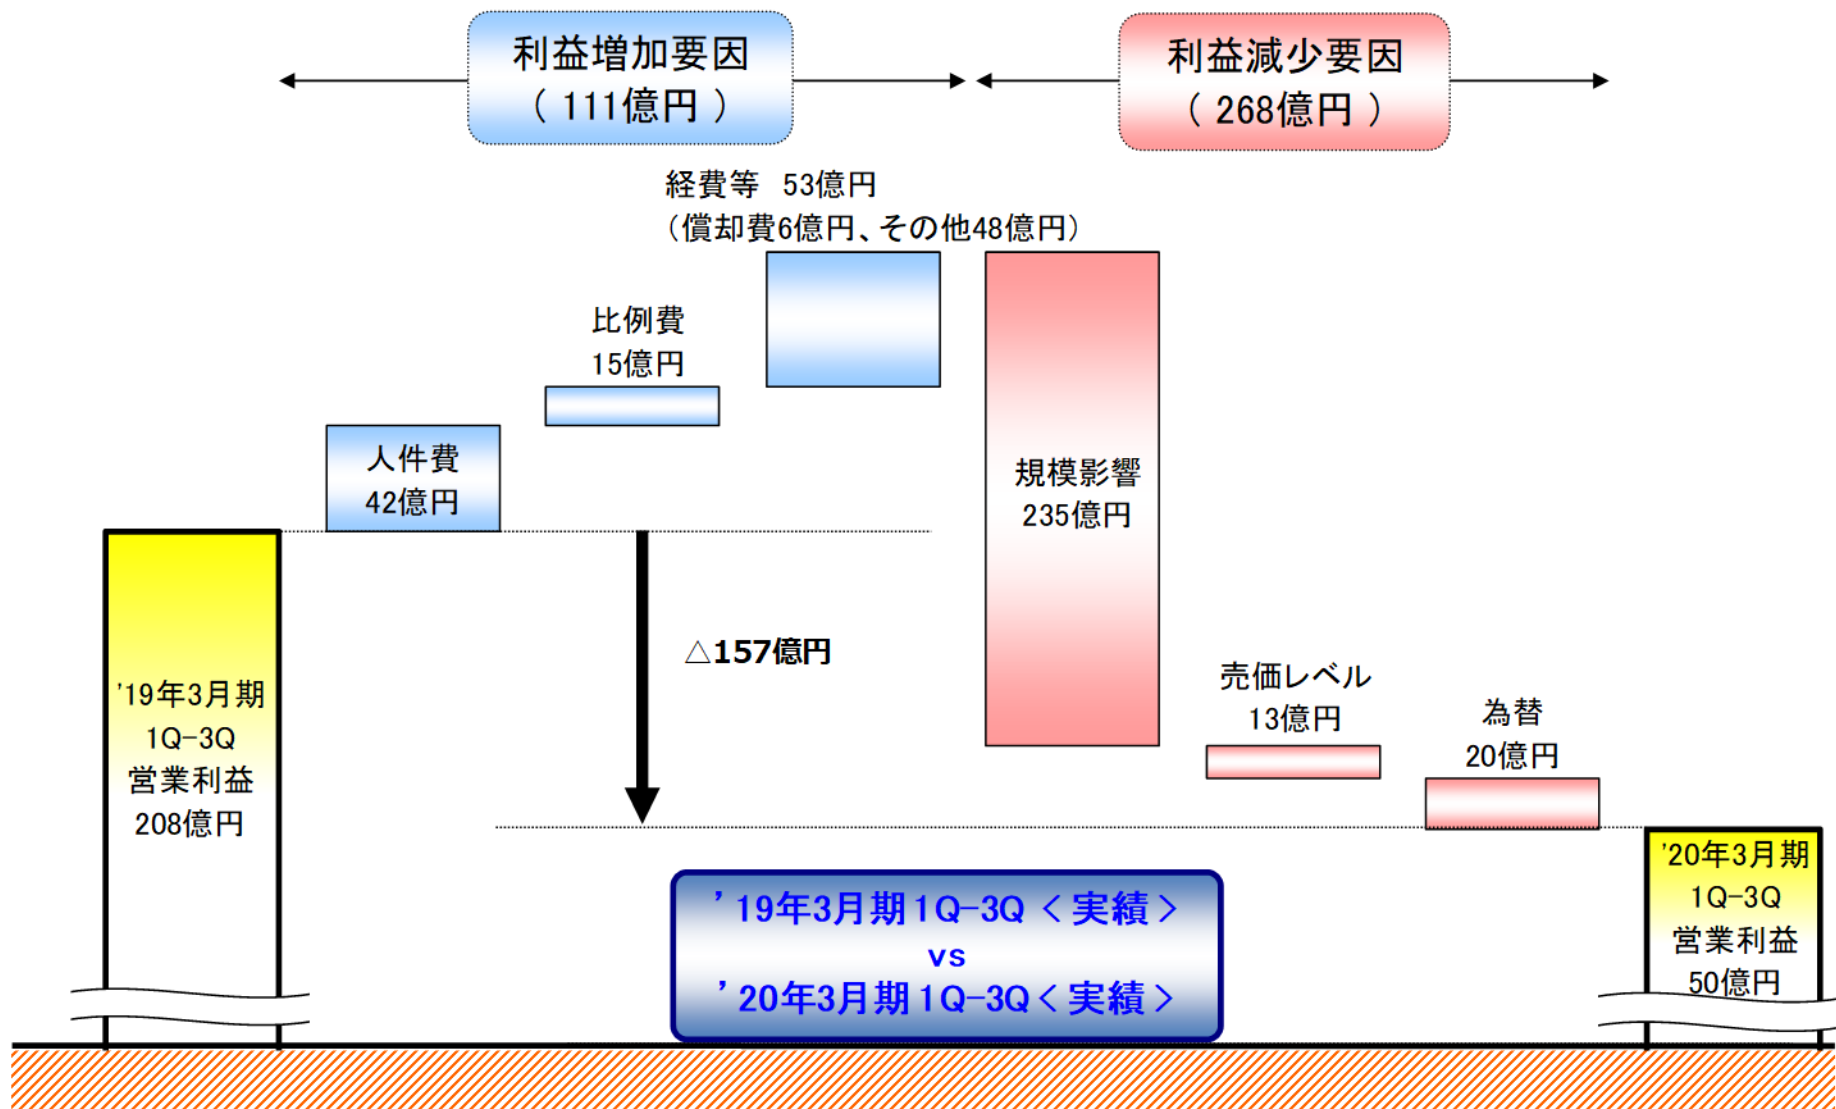 利益増加要因
（ 111億円 ）
利益減少要因
（ 268億円 ）
経費等　53億円
（償却費6億円、その他48億円）
比例費
15億円
人件費
42億円
規模影響
235億円
△157億円
売価レベル
13億円
為替
20億円
'19年3月期
1Q-3Q
営業利益
208億円
'20年3月期
1Q-3Q
営業利益
50億円
’19年3月期 1Q-3Q＜実績＞
vs
’20年3月期 1Q-3Q＜実績＞